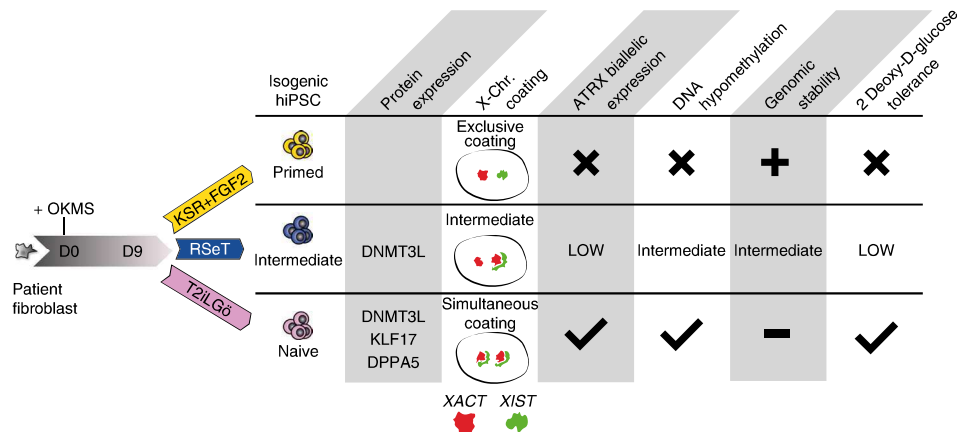 Isogenic
hiPSC
Protein
expression
X-Chr.
coating
ATRX biallelic
expression
DNA
hypomethylation
Genomic
stability
2 Deoxy-D-glucose
tolerance
+ OKMS
D0
D9
Patient
fibroblast
KSR+FGF2
RSeT
T2iLGö
Primed
Exclusive
coating
Intermediate
DNMT3L
Intermediate
LOW
Intermediate
Intermediate
LOW
Naive
DNMT3L
KLF17
DPPA5
Simultaneous
coating
XACT
XIST